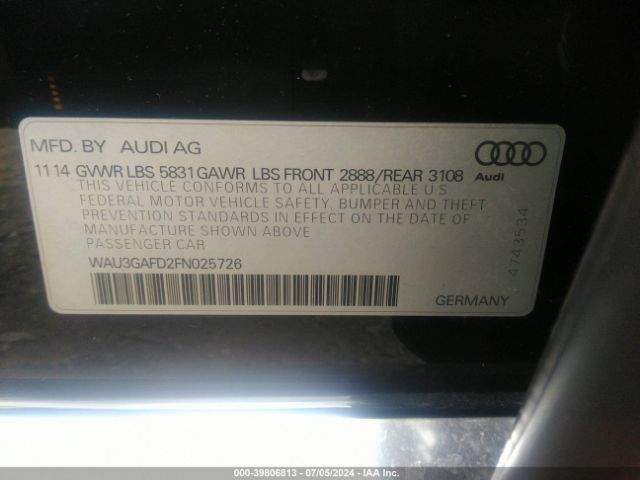 MFD. BY AUDI AG
11 14 GVWR LBS 5831 GAWR LBS FRONT 2888/REAR 3108
Audi
THIS VEHICLE CONFORMS TO ALL APPLICABLE U.S.
FEDERAL MOTOR VEHICLE SAFETY, BUMPER AND THEFT
PREVENTION STANDARDS IN EFFECT ON THE DATE OF
MANUFACTURE SHOWN ABOVE
PASSENGER CAR
WAU3GAFD2FN025726
4743534
GERMANY
000-39806813 - 07/05/2024 - IAA Inc.